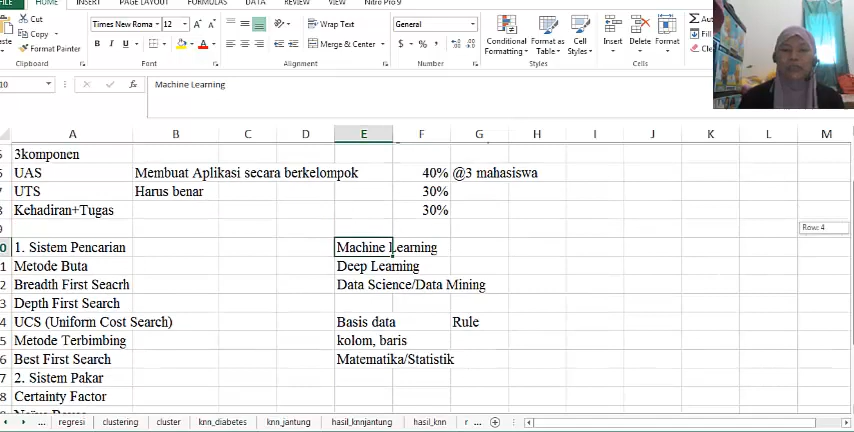 FILE HOME INSERT PAGE LAYOUT FORMULAS DATA REVIEW VIEW Nitro Pro 9
Cut
Copy
Format Painter
Clipboard
Times New Roma 12
B I U
Font
Wrap Text
Merge & Center
Alignment
General
$ % ,
Number
Conditional Formatting
Format as Table
Cell Styles
Styles
Insert Delete Format
Cells
Fill
Machine Learning
A B C D E F G H I J K L M
3komponen
UAS Membuat Aplikasi secara berkelompok 40% @3 mahasiswa
UTS Harus benar 30%
Kehadiran+Tugas 30%
Row: 4
1. Sistem Pencarian Machine Learning
Metode Buta Deep Learning
Breadth First Seacrh Data Science/Data Mining
Depth First Search
UCS (Uniform Cost Search) Basis data Rule
Metode Terbimbing kolom, baris
Best First Search Matematika/Statistik
2. Sistem Pakar
Certainty Factor
... regresi clustering cluster knn_diabetes knn_jantung hasil_knnjantung hasil_knn r ...